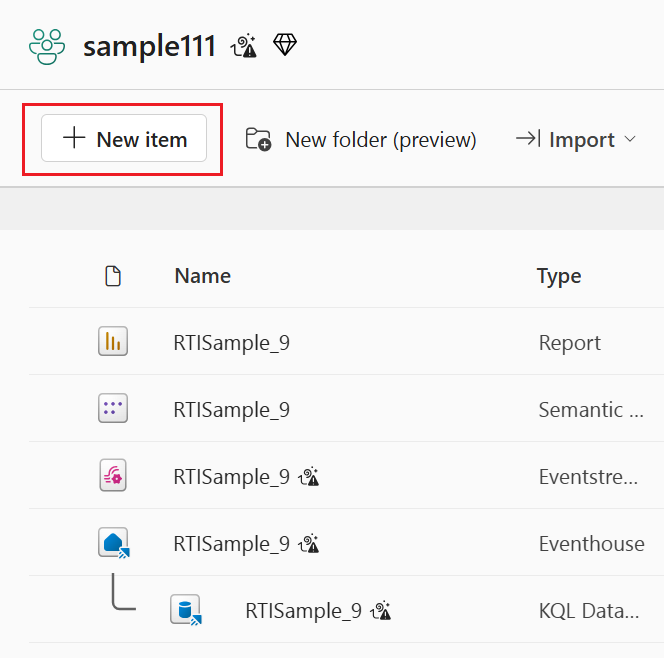 sample111
New item
New folder (preview)
Import
Name
Type
RTISample_9
Report
RTISample_9
Semantic ...
RTISample_9
Eventstre...
RTISample_9
Eventhouse
RTISample_9
KQL Data...